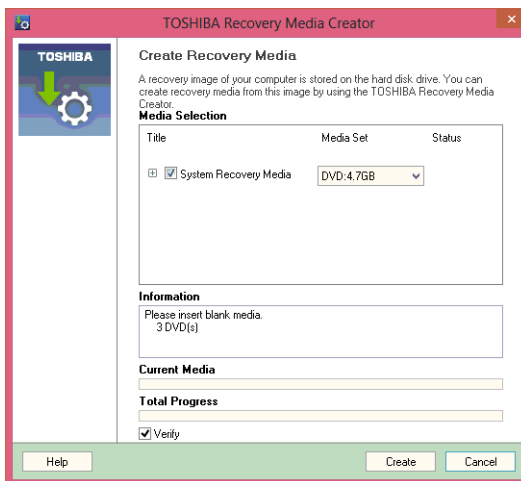 TOSHIBA Recovery Media Creator
TOSHIBA
Create Recovery Media
A recovery image of your computer is stored on the hard disk drive. You can
create recovery media from this image by using the TOSHIBA Recovery Media
Creator.
Media Selection
Title Media Set Status
System Recovery Media DVD:4.7GB
Information
Please insert blank media.
3 DVD(s)
Current Media
Total Progress
Verify
Help Create Cancel